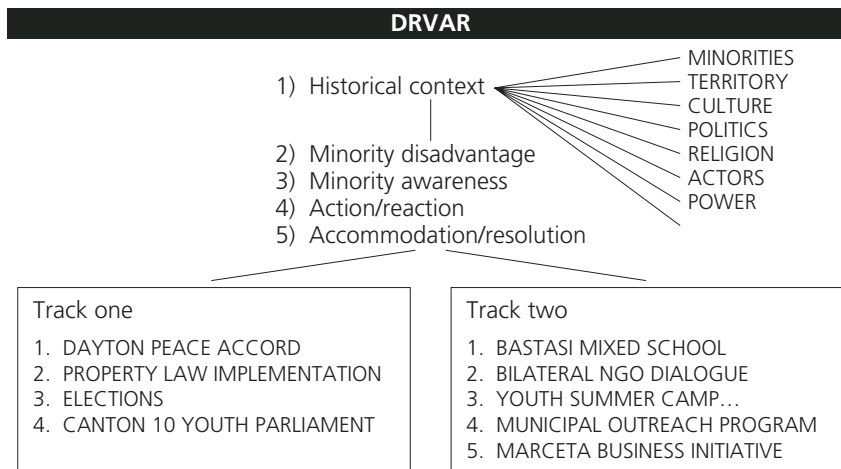 DRVAR
1) Historical context
MINORITIES
TERRITORY
CULTURE
POLITICS
RELIGION
ACTORS
POWER
2) Minority disadvantage
3) Minority awareness
4) Action/reaction
5) Accommodation/resolution
Track one
1. DAYTON PEACE ACCORD
2. PROPERTY LAW IMPLEMENTATION
3. ELECTIONS
4. CANTON 10 YOUTH PARLIAMENT
Track two
1. BASTASI MIXED SCHOOL
2. BILATERAL NGO DIALOGUE
3. YOUTH SUMMER CAMP…
4. MUNICIPAL OUTREACH PROGRAM
5. MARCETA BUSINESS INITIATIVE